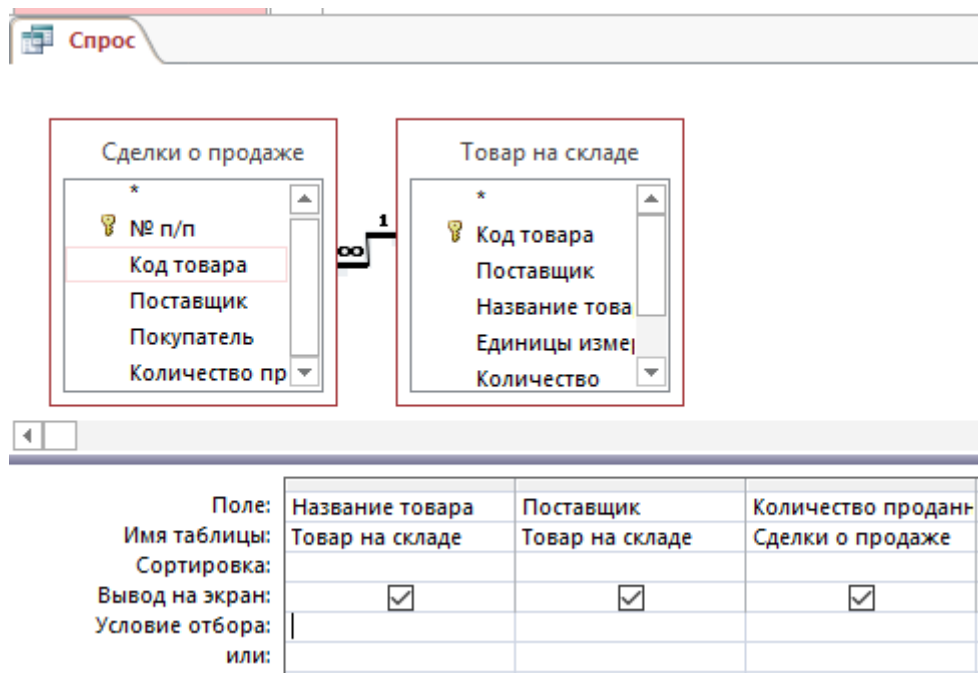 Спрос
Сделки о продаже
*
№ п/п
Код товара
Поставщик
Покупатель
Количество пр
∞ 1
Товар на складе
*
Код товара
Поставщик
Название това
Единицы измер
Количество
Поле: Название товара Поставщик Количество проданн
Имя таблицы: Товар на складе Товар на складе Сделки о продаже
Сортировка:
Вывод на экран:
Условие отбора:
или: